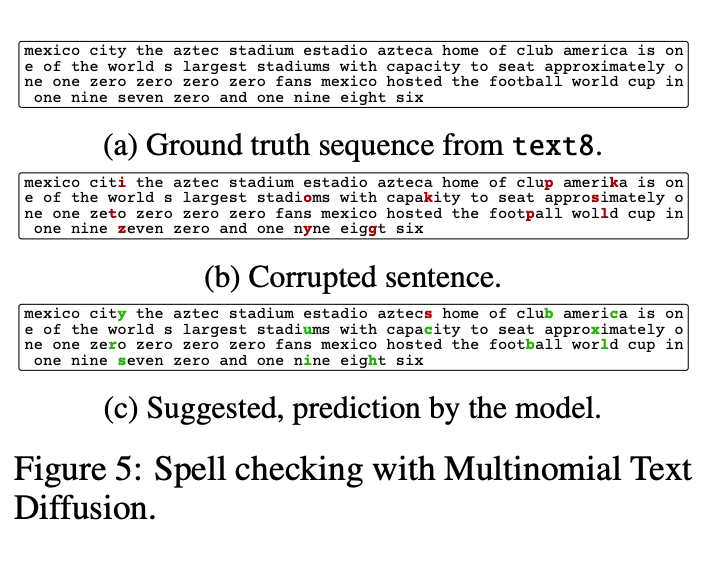 mexico city the aztec stadium estadio azteca home of club america is on
e of the world s largest stadiums with capacity to seat approximately o
ne one zero zero zero zero fans mexico hosted the football world cup in
one nine seven zero and one nine eight six
(a) Ground truth sequence from text8.
mexico citi the aztec stadium estadio azteca home of clup amerika is on
e of the world s largest stadioms with capakity to seat approsimately o
ne one zeto zero zero zero fans mexico hosted the footpall wolld cup in
one nine zeven zero and one nyne eiggt six
(b) Corrupted sentence.
mexico city the aztec stadium estadio aztecs home of club america is on
e of the world s largest stadiums with capacity to seat approximately o
ne one zero zero zero zero fans mexico hosted the football world cup in
one nine seven zero and one nine eight six
(c) Suggested, prediction by the model.
Figure 5: Spell checking with Multinomial Text
Diffusion.